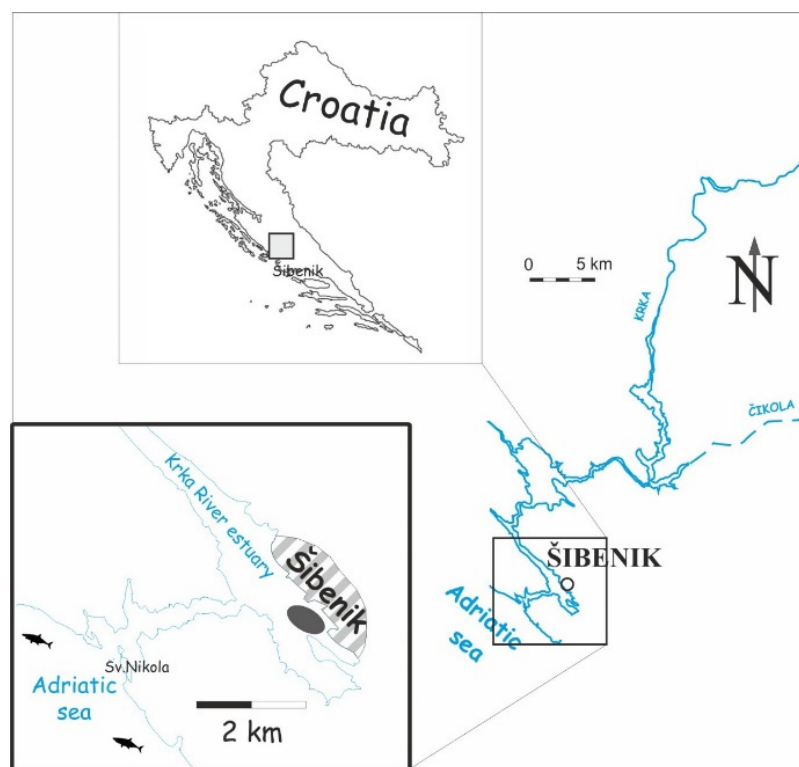 Croatia
Šibenik
0 5 km
N
KRKA
ČIKOLA
ŠIBENIK
Adriatic
sea
Krka River estuary
Šibenik
Sv.Nikola
Adriatic
sea
2 km